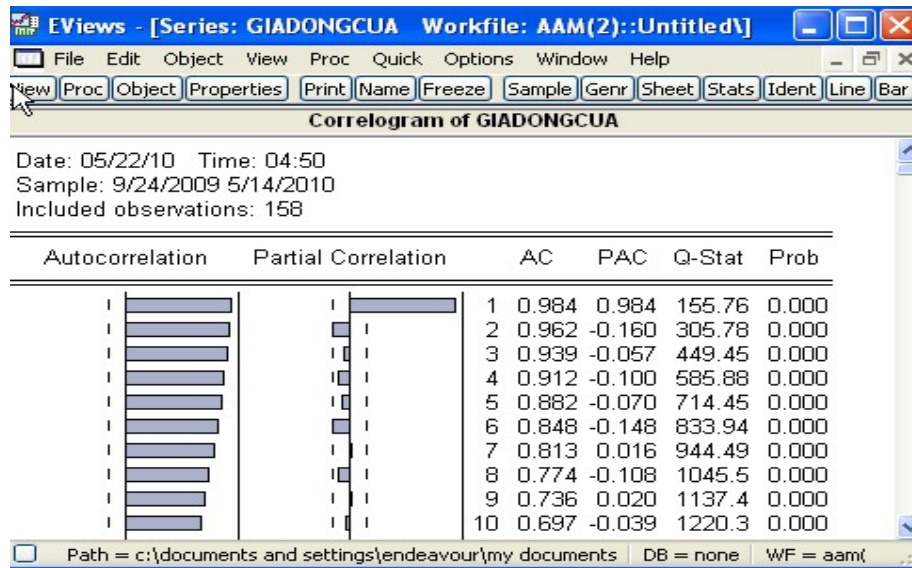 EViews - [Series: GIADONGCUA Workfile: AAM(2)::Untitled\]
File Edit Object View Proc Quick Options Window Help
View Proc Object Properties Print Name Freeze Sample Genr Sheet Stats Ident Line Bar
Correlogram of GIADONGCUA
Date: 05/22/10 Time: 04:50
Sample: 9/24/2009 5/14/2010
Included observations: 158
Autocorrelation Partial Correlation AC PAC Q-Stat Prob
1 0.984 0.984 155.76 0.000
2 0.962 -0.160 305.78 0.000
3 0.939 -0.057 449.45 0.000
4 0.912 -0.100 585.88 0.000
5 0.882 -0.070 714.45 0.000
6 0.848 -0.148 833.94 0.000
7 0.813 0.016 944.49 0.000
8 0.774 -0.108 1045.5 0.000
9 0.736 0.020 1137.4 0.000
10 0.697 -0.039 1220.3 0.000
Path = c:\documents and settings\endeavour\my documents DB = none WF = aam(